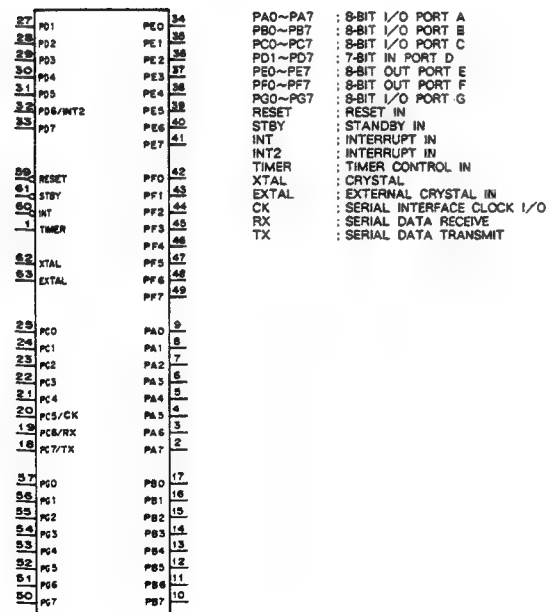 27 PD1 PE0 34
28 PD2 PE1 35
29 PD3 PE2 36
30 PD4 PE3 37
31 PD5 PE4 38
32 PD6/INT2 PE5 39
33 PD7 PE6 40
PE7 41
59 RESET PF0 42
61 STBY PF1 43
60 INT PF2 44
1 TIMER PF3 45
PF4 46
62 XTAL PF5 47
63 EXTAL PF6 48
PF7 49
25 PC0 PA0 9
24 PC1 PA1 8
23 PC2 PA2 7
22 PC3 PA3 6
21 PC4 PA4 5
20 PC5/CK PA5 4
19 PC6/RX PA6 3
18 PC7/TX PA7 2
57 PG0 PB0 17
56 PG1 PB1 16
55 PG2 PB2 15
54 PG3 PB3 14
53 PG4 PB4 13
52 PG5 PB5 12
51 PG6 PB6 11
50 PG7 PB7 10
PA0~PA7 : 8-BIT I/O PORT A
PB0~PB7 : 8-BIT I/O PORT B
PC0~PC7 : 8-BIT I/O PORT C
PD1~PD7 : 7-BIT IN PORT D
PE0~PE7 : 8-BIT OUT PORT E
PF0~PF7 : 8-BIT OUT PORT F
PG0~PG7 : 8-BIT I/O PORT G
RESET : RESET IN
STBY : STANDBY IN
INT : INTERRUPT IN
INT2 : INTERRUPT IN
TIMER : TIMER CONTROL IN
XTAL : CRYSTAL
EXTAL : EXTERNAL CRYSTAL IN
CK : SERIAL INTERFACE CLOCK I/O
RX : SERIAL DATA RECEIVE
TX : SERIAL DATA TRANSMIT